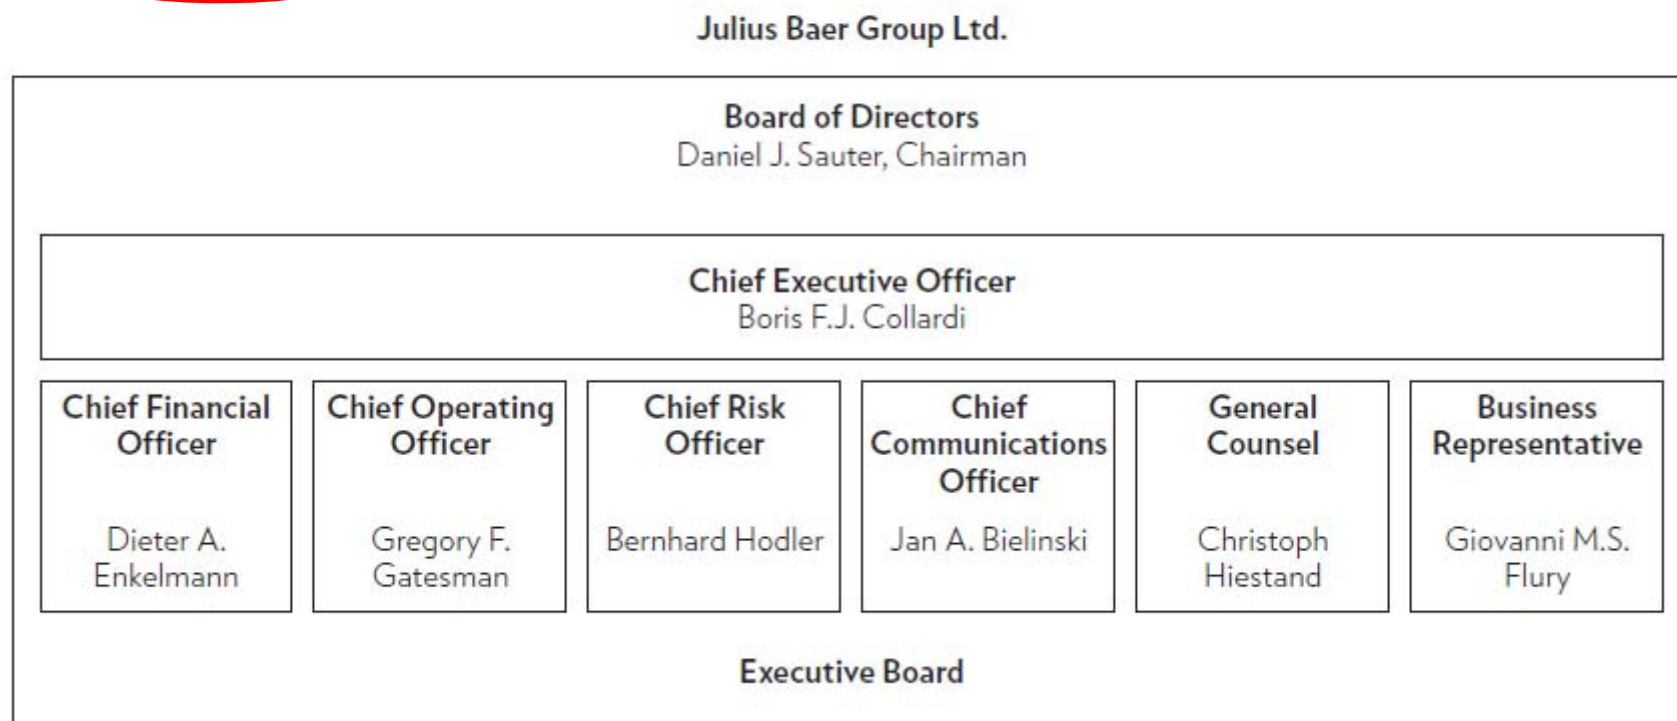 Julius Baer Group Ltd.
Board of Directors
Daniel J. Sauter, Chairman
Chief Executive Officer
Boris F.J. Collardi
Chief Financial
Officer
Dieter A.
Enkelmann
Chief Operating
Officer
Gregory F.
Gatesman
Chief Risk
Officer
Bernhard Hodler
Chief
Communications
Officer
Jan A. Bielinski
General
Counsel
Christoph
Hiestand
Business
Representative
Giovanni M.S.
Flury
Executive Board